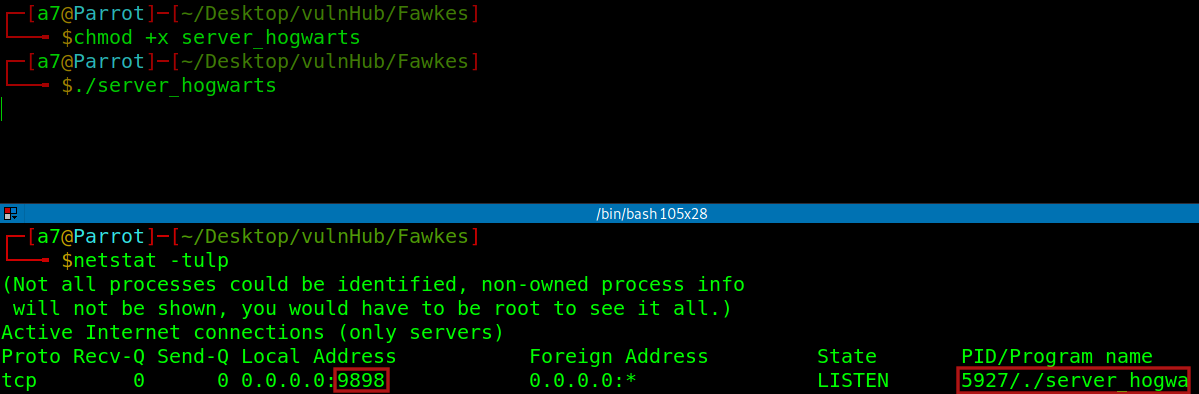 [a7@Parrot]-[~/Desktop/vulnHub/Fawkes]
$chmod +x server_hogwarts
[a7@Parrot]-[~/Desktop/vulnHub/Fawkes]
$./server_hogwarts
/bin/bash 105x28
[a7@Parrot]-[~/Desktop/vulnHub/Fawkes]
$netstat -tulp
(Not all processes could be identified, non-owned process info
 will not be shown, you would have to be root to see it all.)
Active Internet connections (only servers)
Proto Recv-Q Send-Q Local Address           Foreign Address         State       PID/Program name
tcp        0      0 0.0.0.0:9898            0.0.0.0:*               LISTEN      5927/./server_hogwa